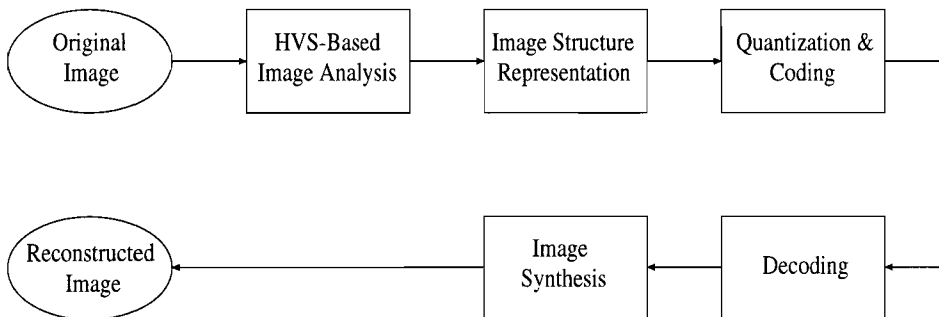 Original
Image
HVS-Based
Image Analysis
Image Structure
Representation
Quantization &
Coding
Reconstructed
Image
Image
Synthesis
Decoding